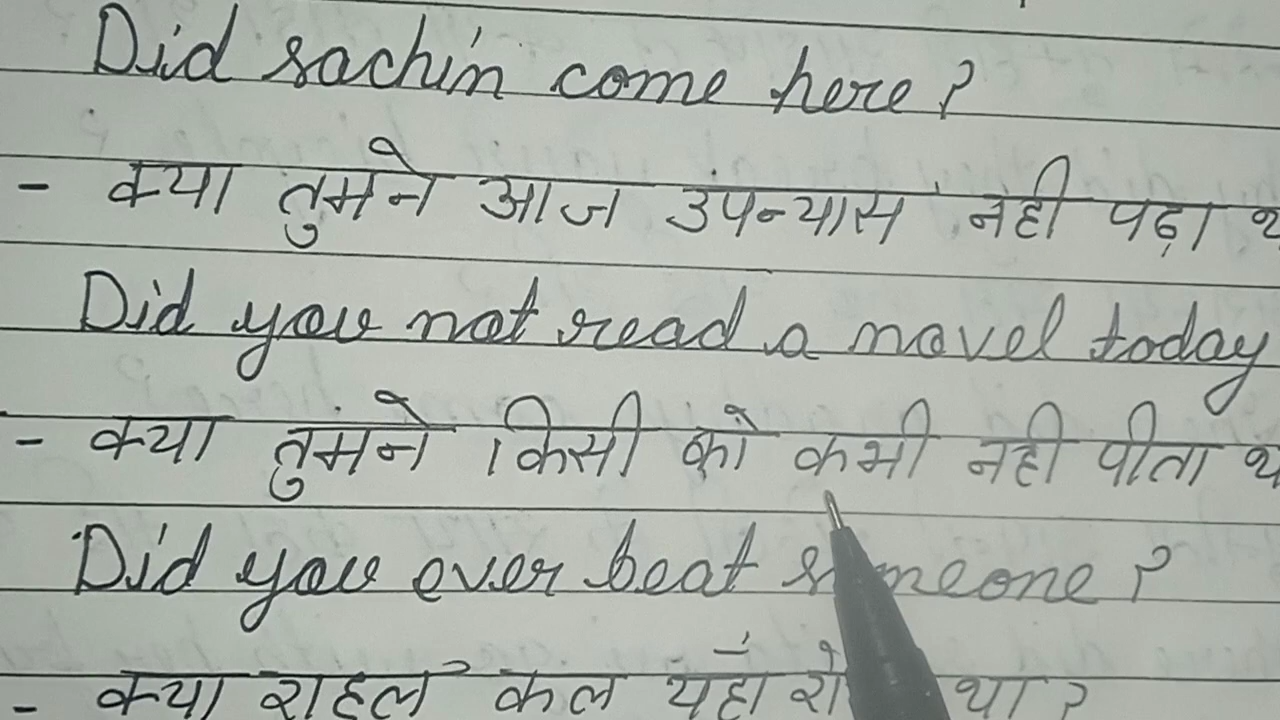 Did sachin come here?
- क्या तुमने आज उपन्यास नही पढ़ा
Did you not read a novel today
- क्या तुमने किसी को कभी नही पीता
Did you ever beat someone?
- क्या राहुल कल यहाँ था?